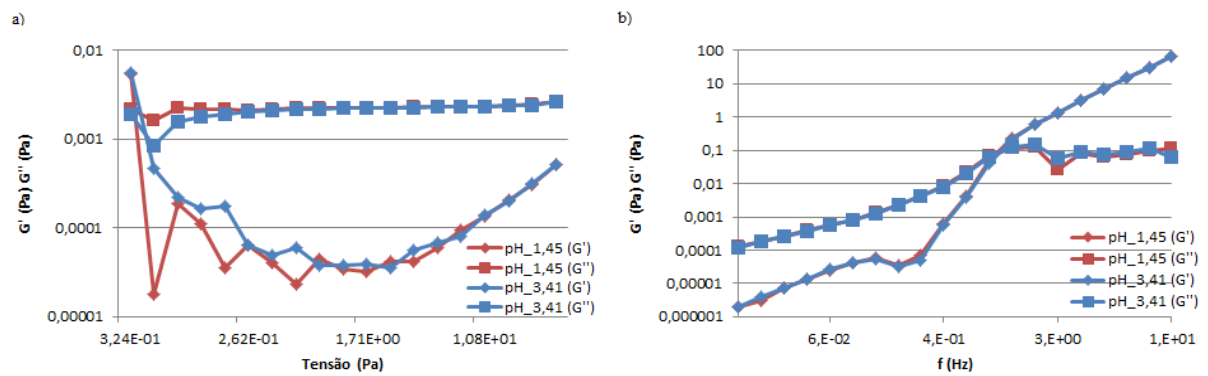 a)
G' (Pa) G'' (Pa)
0,01
0,001
0,0001
0,00001
3,24E-01
2,62E-01
1,71E+00
1,08E+01
Tensão (Pa)
pH_1,45 (G')
pH_1,45 (G'')
pH_3,41 (G')
pH_3,41 (G'')
b)
G' (Pa) G'' (Pa)
100
10
1
0,1
0,01
0,001
0,0001
0,00001
0,000001
6,E-02
4,E-01
3,E+00
1,E+01
f (Hz)
pH_1,45 (G')
pH_1,45 (G'')
pH_3,41 (G')
pH_3,41 (G'')